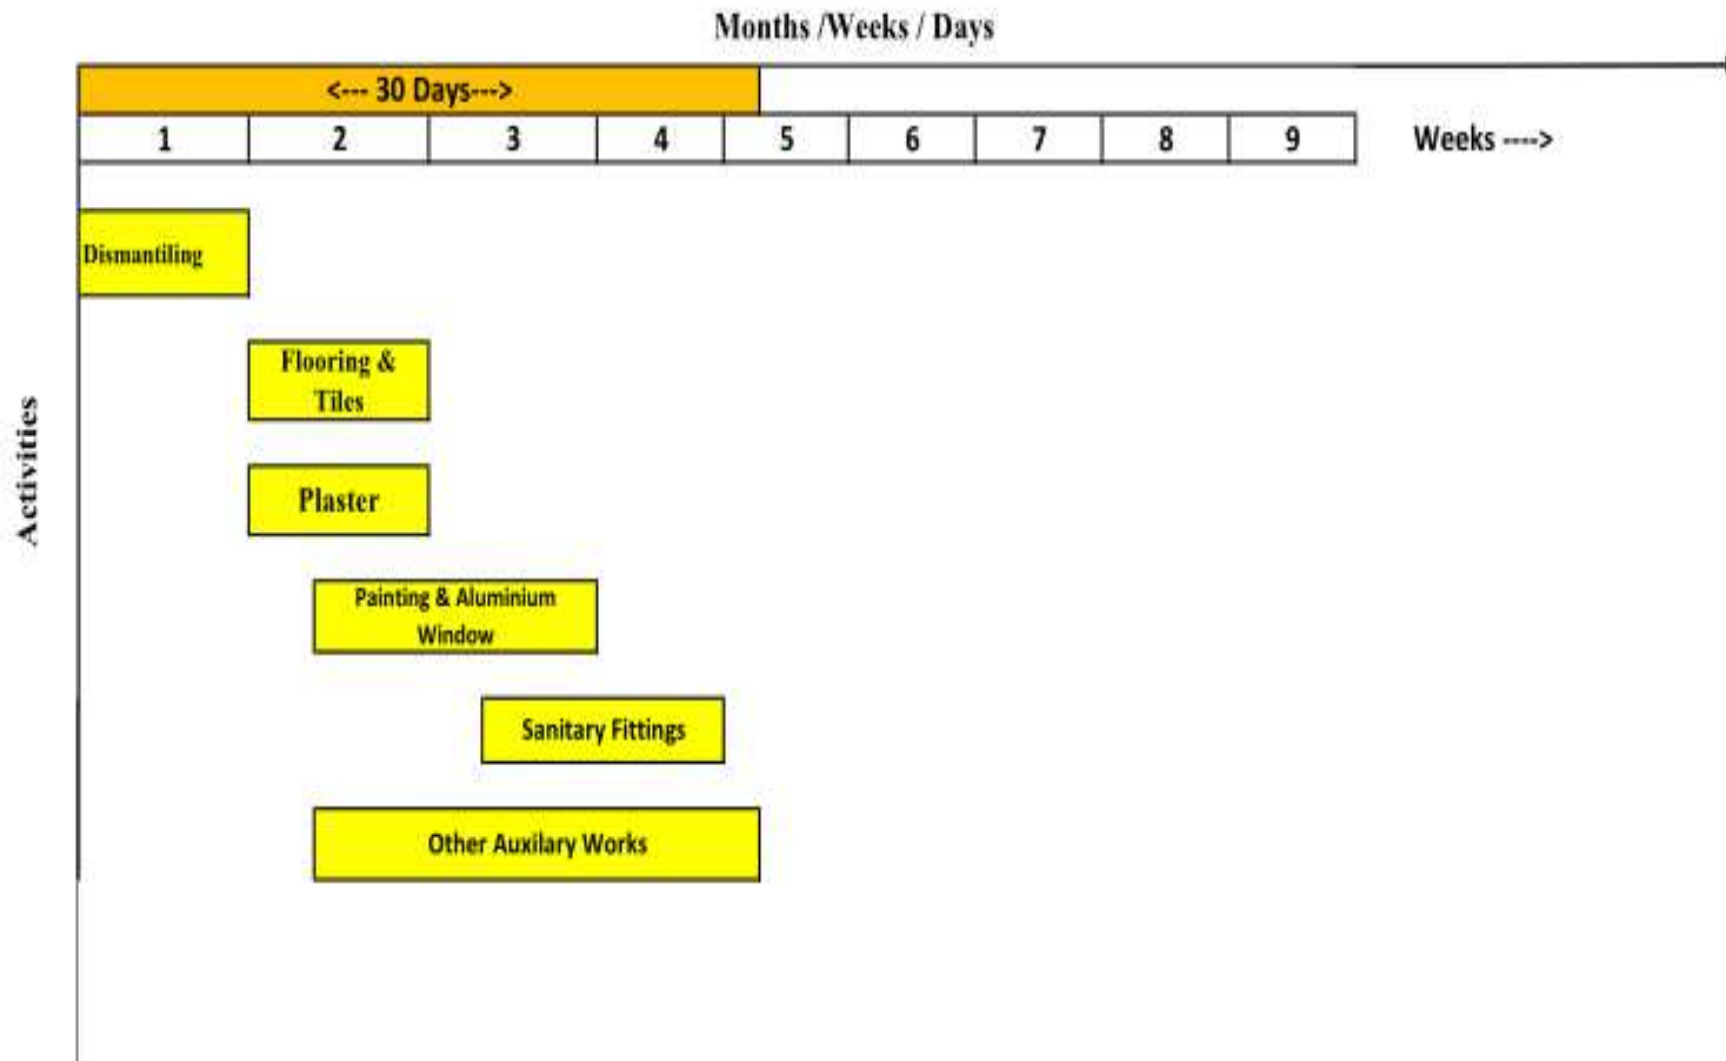 Months /Weeks / Days
<--- 30 Days--->
1 2 3 4 5 6 7 8 9 Weeks ---->
Activities
Dismantiling
Flooring &
Tiles
Plaster
Painting & Aluminium
Window
Sanitary Fittings
Other Auxilary Works